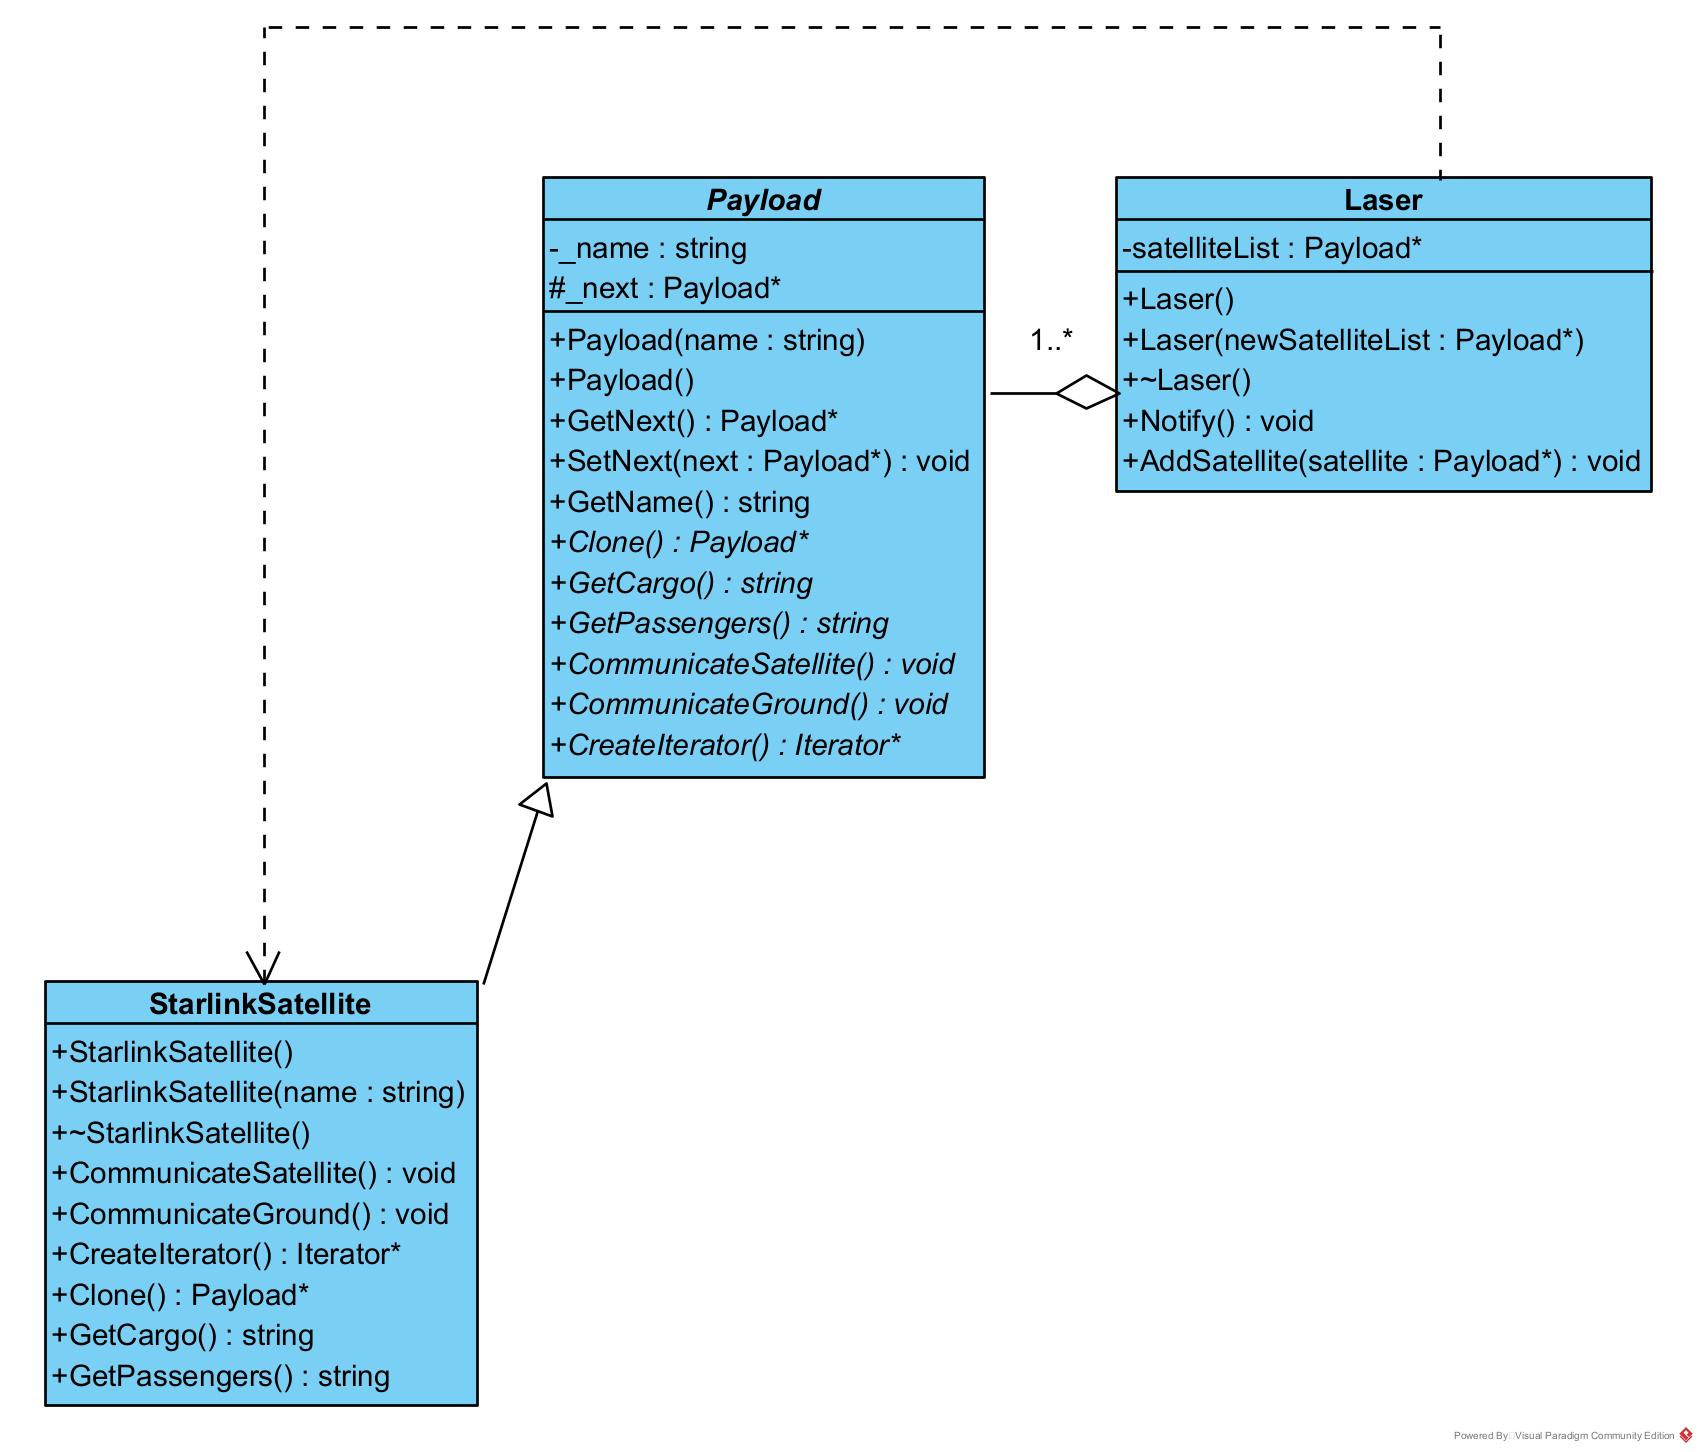 Payload
-_name : string
#_next : Payload*
+Payload(name : string)
+Payload()
+GetNext() : Payload*
+SetNext(next : Payload*) : void
+GetName() : string
+Clone() : Payload*
+GetCargo() : string
+GetPassengers() : string
+CommunicateSatellite() : void
+CommunicateGround() : void
+CreateIterator() : Iterator*
1..*
Laser
-satelliteList : Payload*
+Laser()
+Laser(newSatelliteList : Payload*)
+~Laser()
+Notify() : void
+AddSatellite(satellite : Payload*) : void
StarlinkSatellite
+StarlinkSatellite()
+StarlinkSatellite(name : string)
+~StarlinkSatellite()
+CommunicateSatellite() : void
+CommunicateGround() : void
+CreateIterator() : Iterator*
+Clone() : Payload*
+GetCargo() : string
+GetPassengers() : string
Powered By Visual Paradigm Community Edition